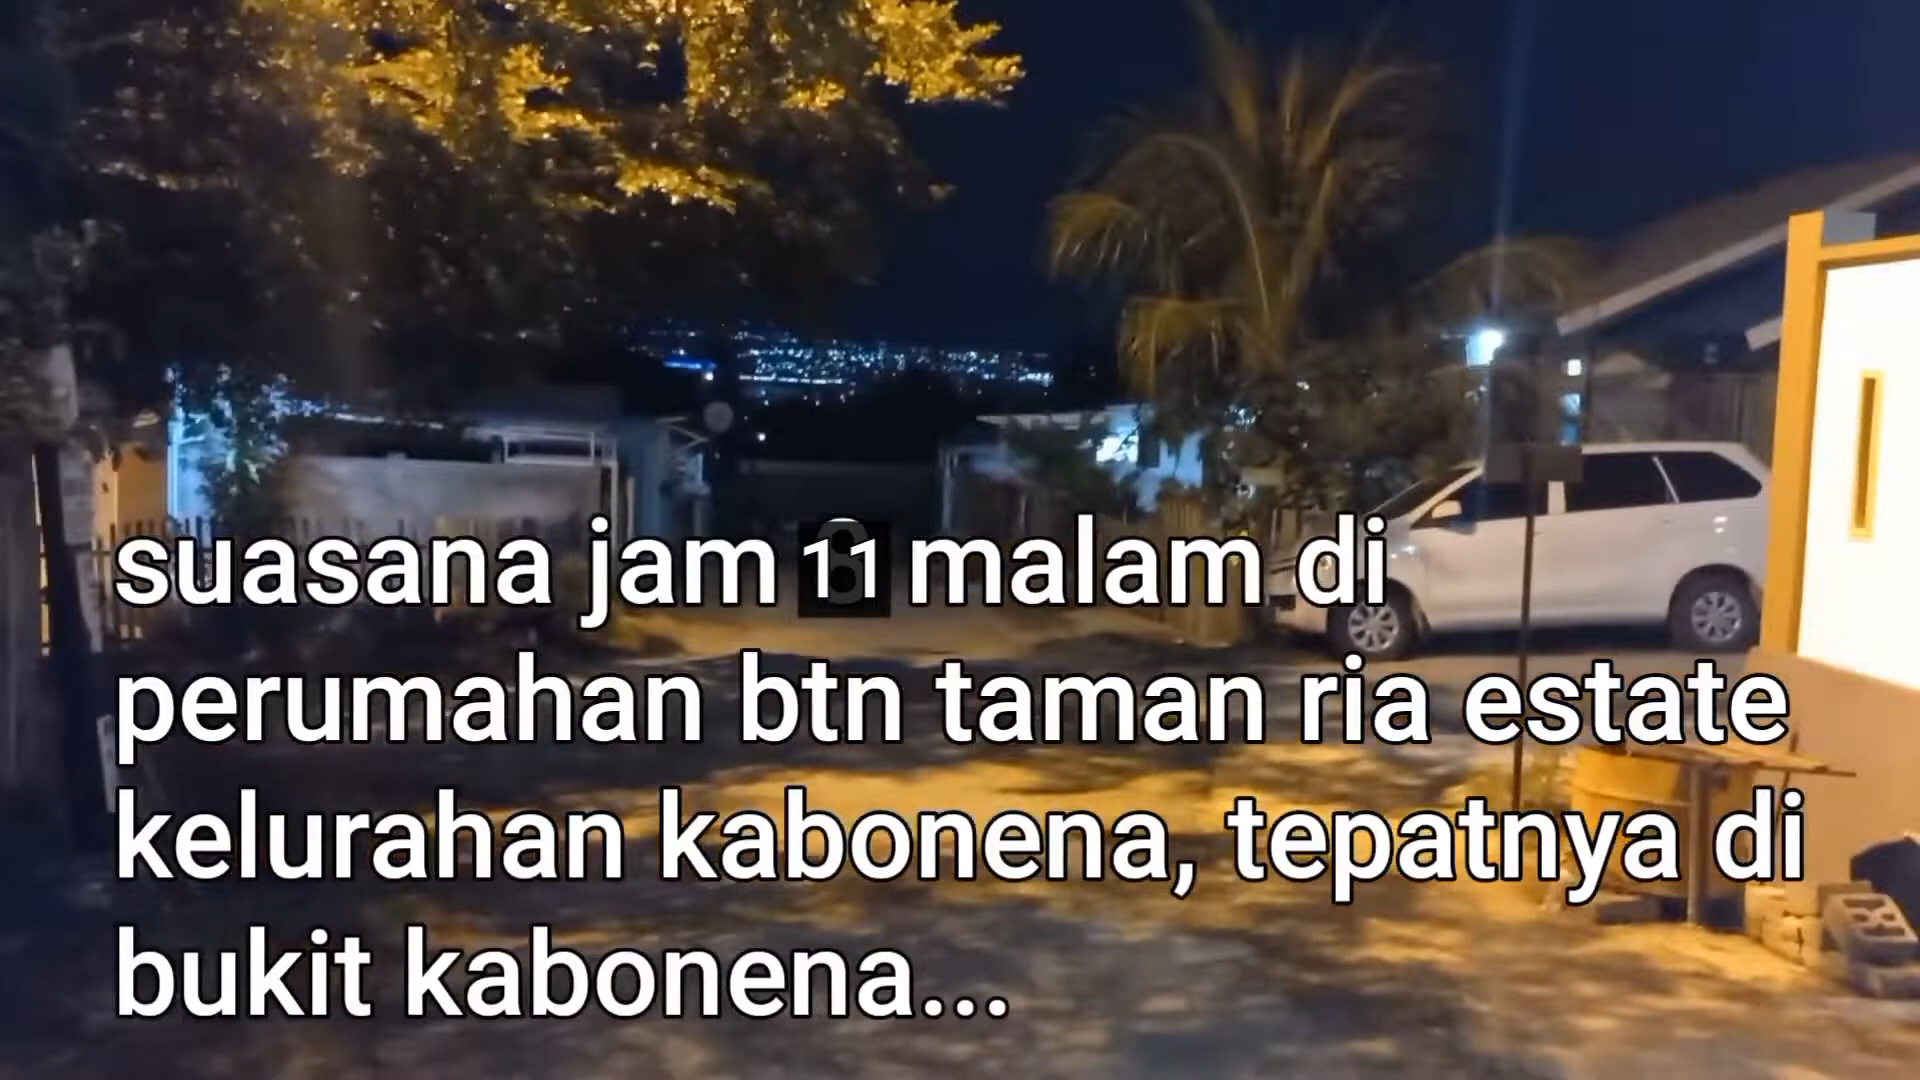 suasana jam 11 malam di
perumahan btn taman ria estate
kelurahan kabonena, tepatnya di
bukit kabonena...